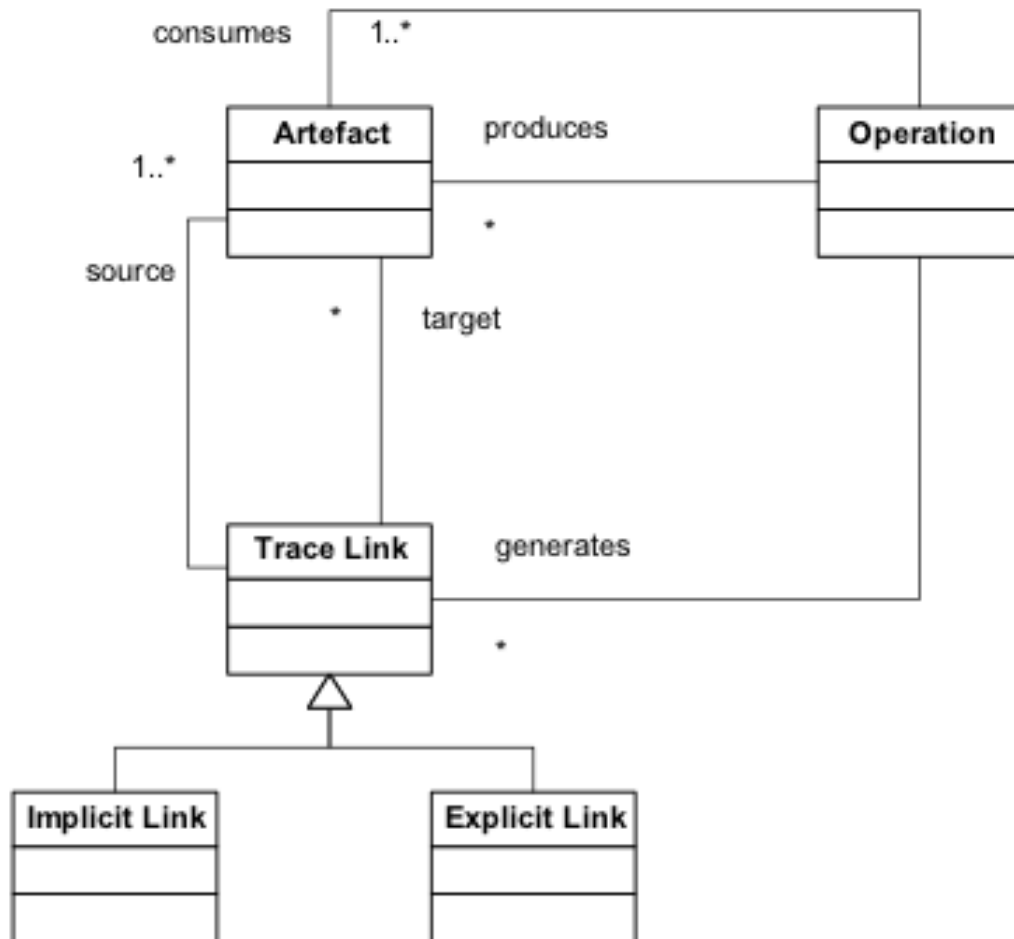 consumes
1..*
Artefact
produces
Operation
1..*
*
source
*
target
Trace Link
generates
*
Implicit Link
Explicit Link